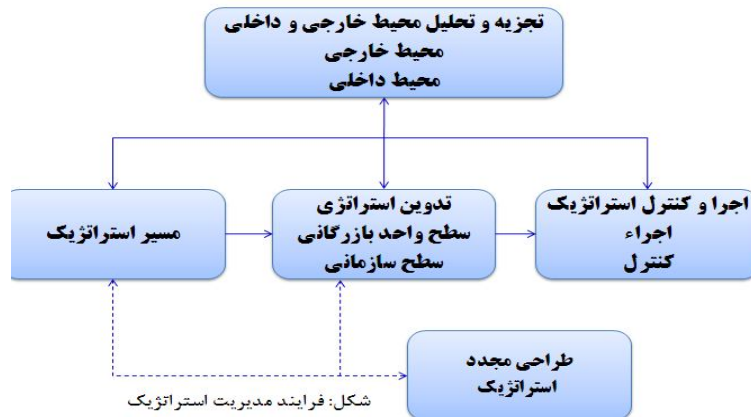 تجزیه و تحلیل محیط خارجی و داخلی
محیط خارجی
محیط داخلی
مسیر استراتژیک
تدوین استراتژی
سطح واحد بازرگانی
سطح سازمانی
اجرا و کنترل استراتژیک
اجراء
کنترل
طراحی مجدد
استراتژیک
شکل: فرایند مدیریت استراتژیک